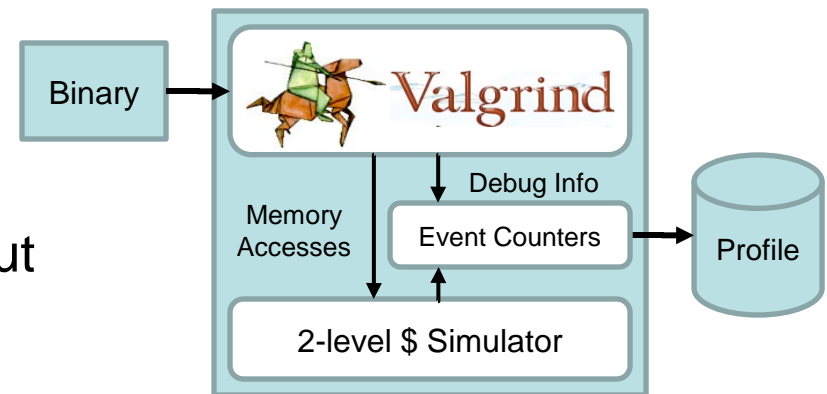 Binary
Valgrind
Debug Info
Memory
Accesses
Event Counters
Profile
ut
2-level $ Simulator